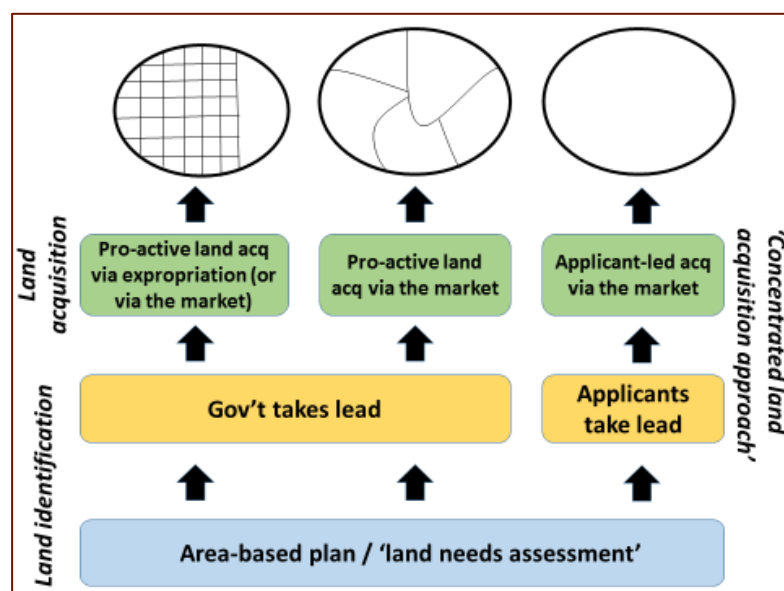 Land
acquisition
Pro-active land acq
via expropriation (or
via the market)
Pro-active land
acq via the market
Applicant-led acq
via the market
'Concentrated land
acquisition approach'
Land identification
Gov't takes lead
Applicants
take lead
Area-based plan / 'land needs assessment'